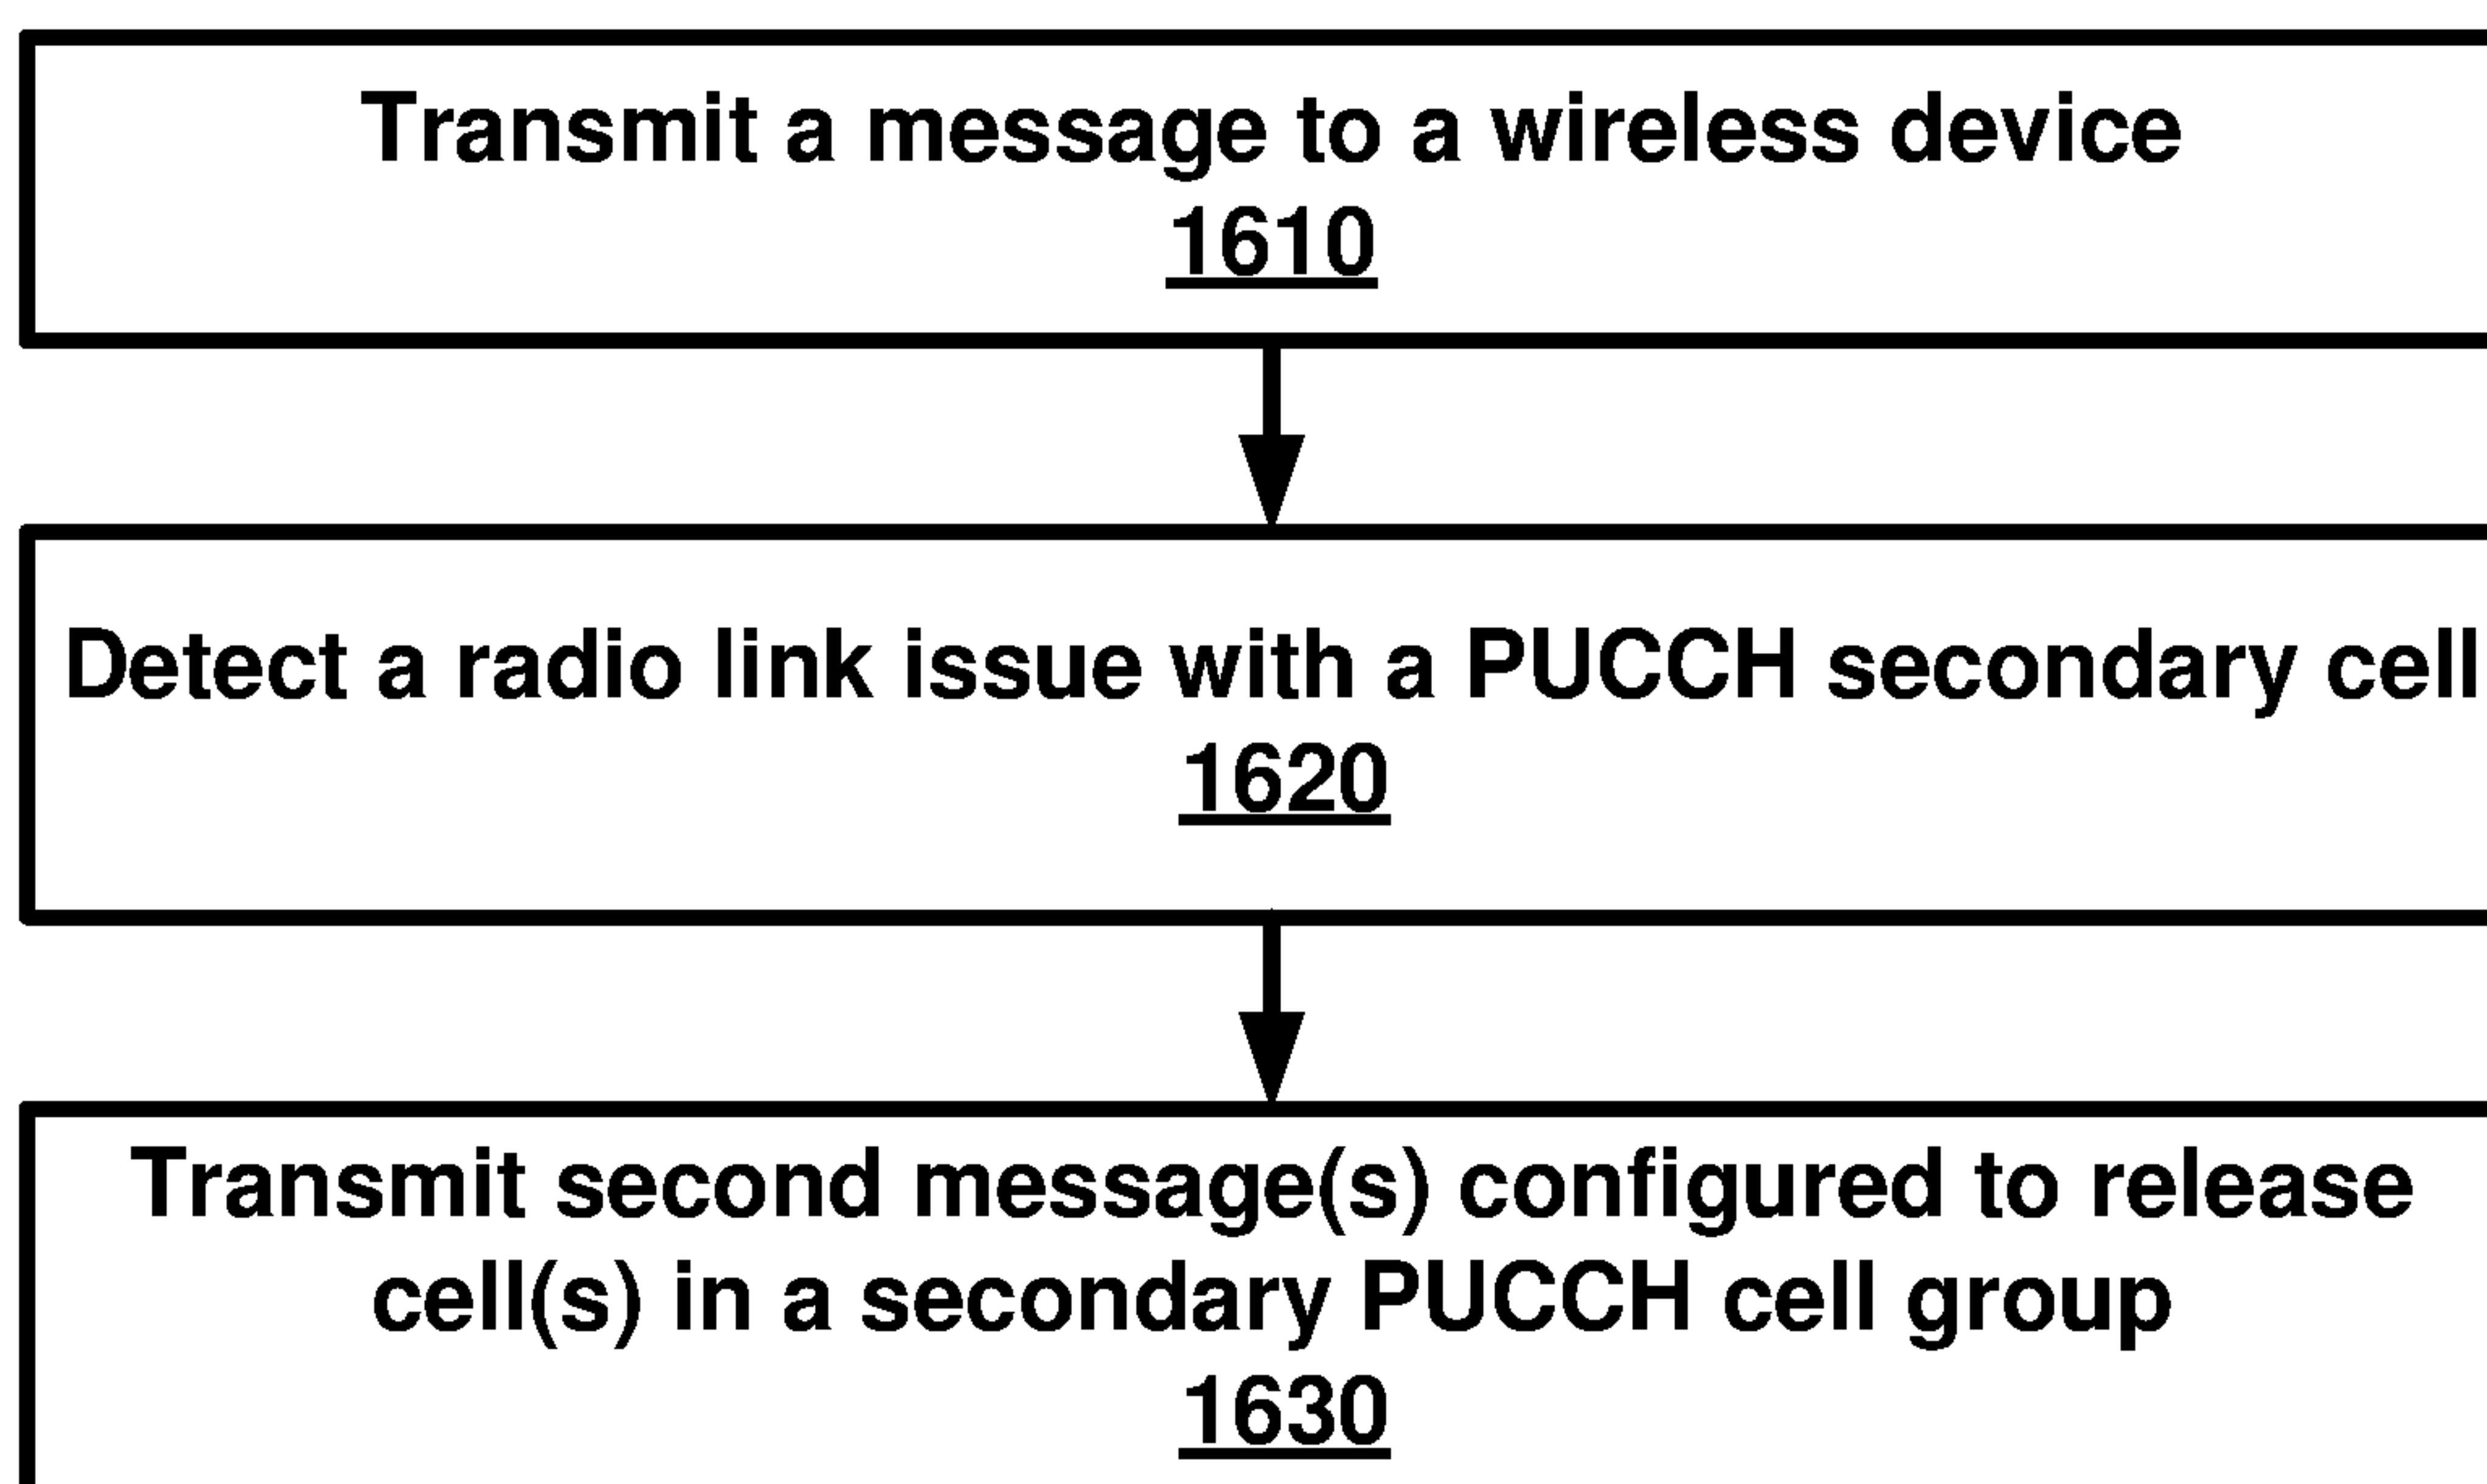 Transmit a message to a wireless device
1610
Detect a radio link issue with a PUCCH secondary cell
1620
Transmit second message(s) configured to release
cell(s) in a secondary PUCCH cell group
1630